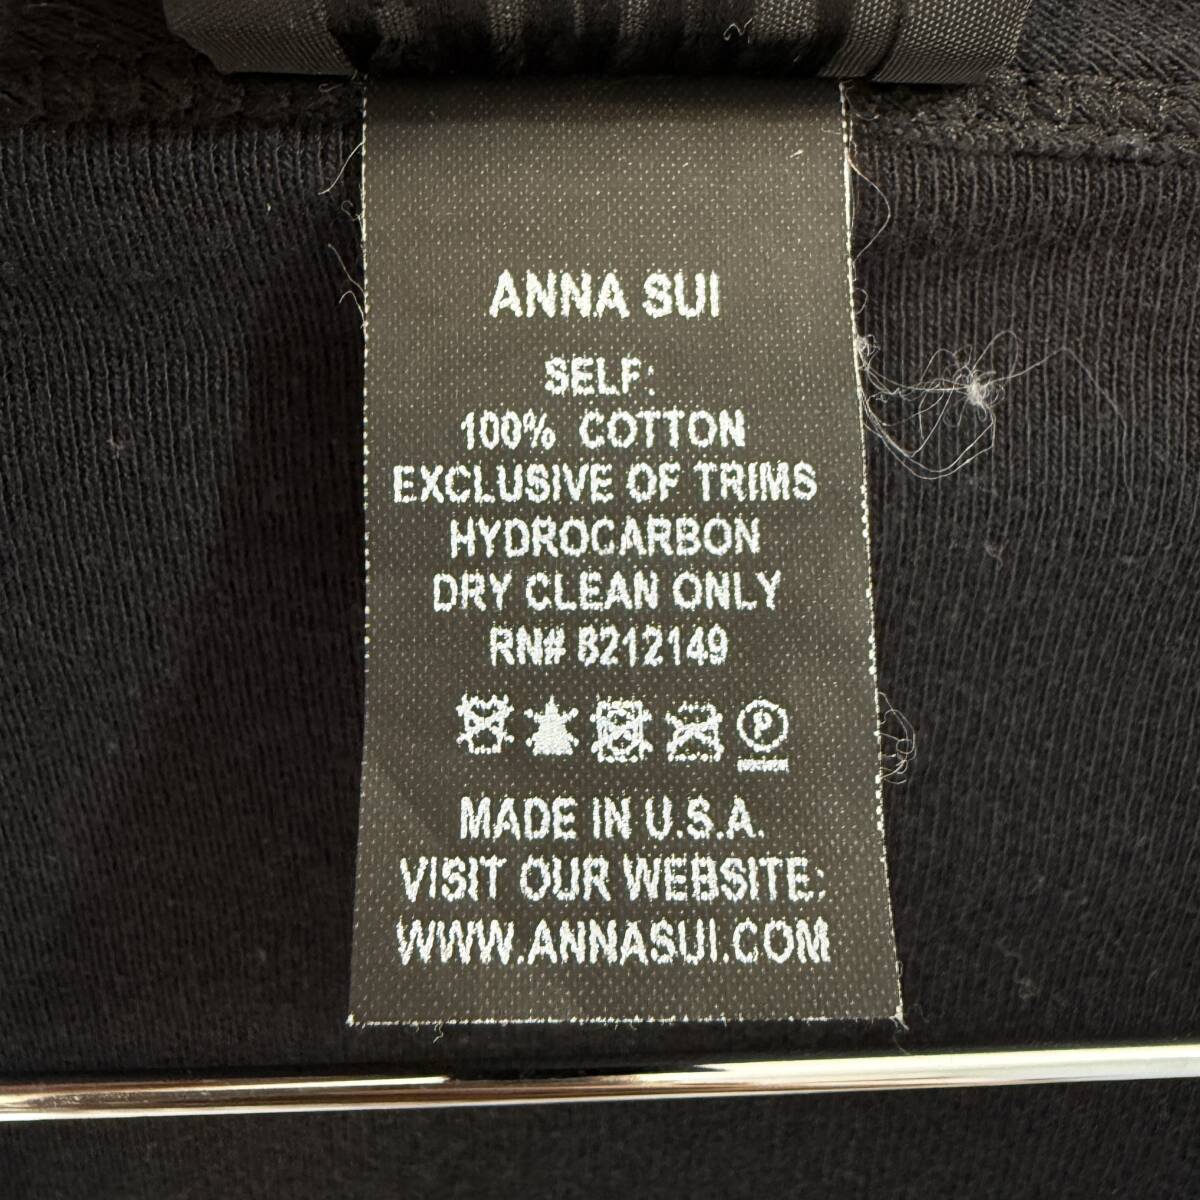 ANNA SUI
SELF:
100% COTTON
EXCLUSIVE OF TRIMS
HYDROCARBON
DRY CLEAN ONLY
RN# 8212149
P
MADE IN U.S.A.
VISIT OUR WEBSITE:
WWW.ANNASUI.COM